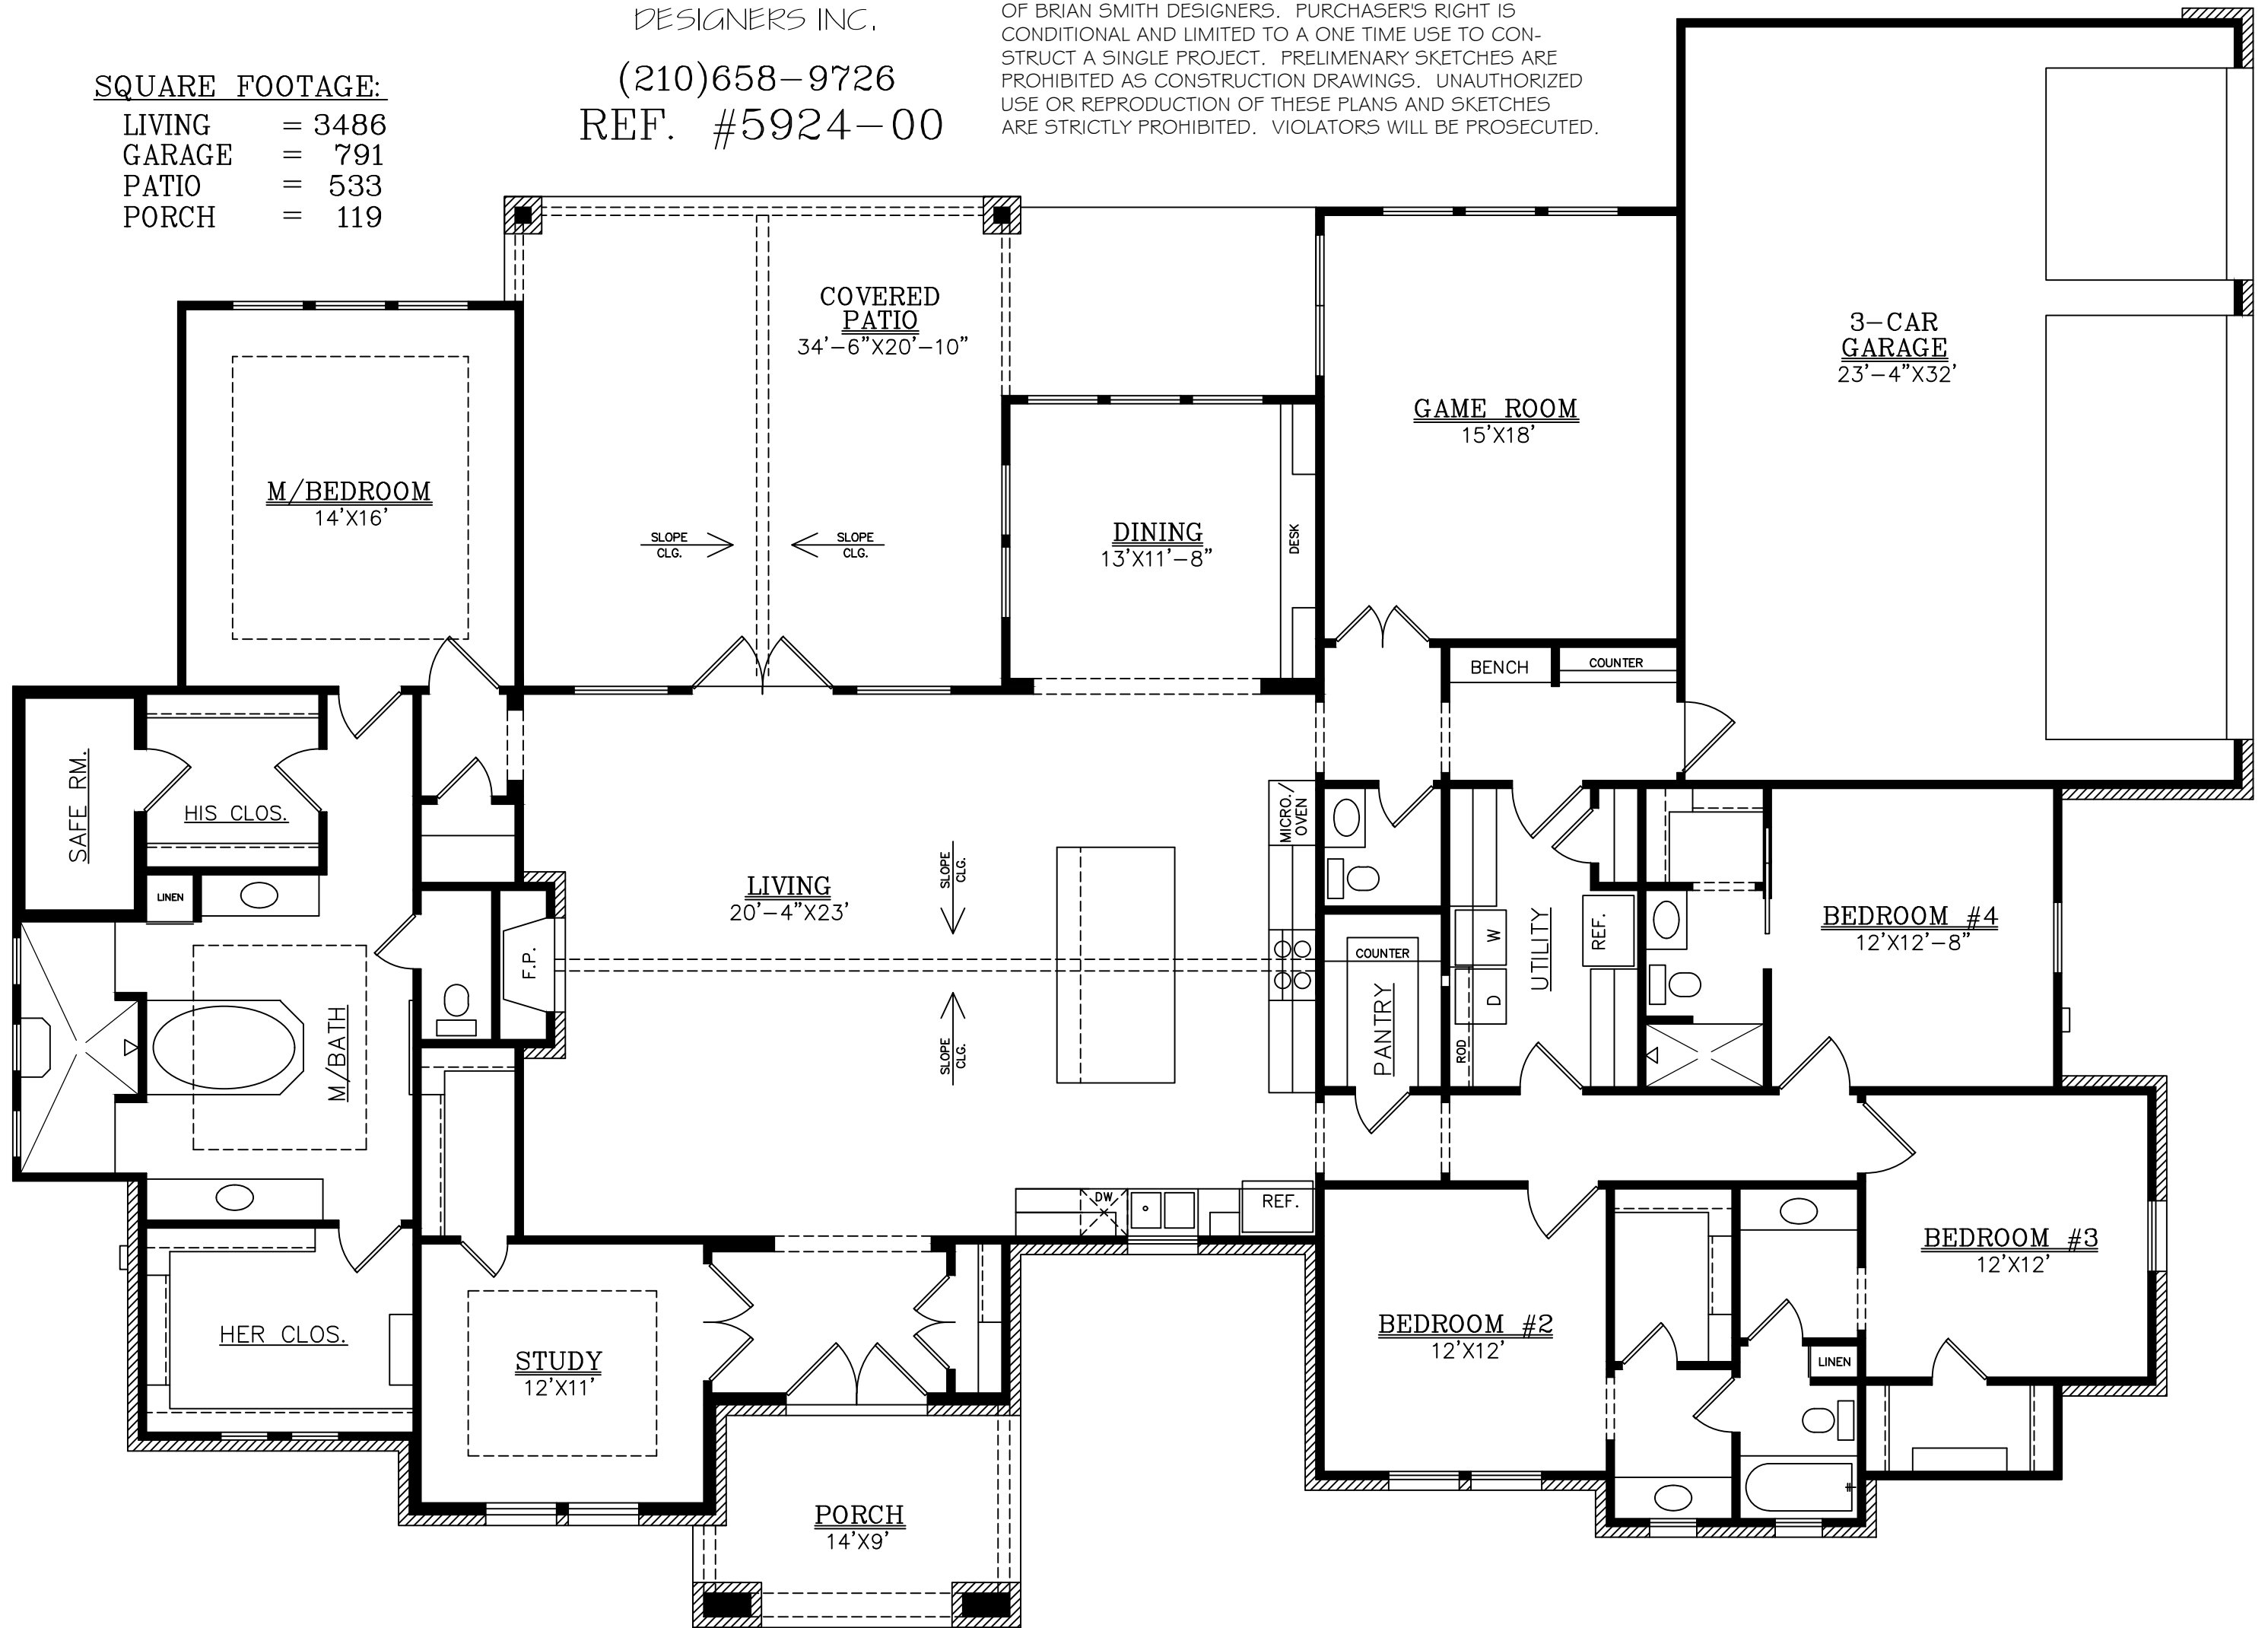 DESIGNERS INC.
(210)658-9726
REF. #5924-00
OF BRIAN SMITH DESIGNERS. PURCHASER'S RIGHT IS
CONDITIONAL AND LIMITED TO A ONE TIME USE TO CON-
STRUCT A SINGLE PROJECT. PRELIMENARY SKETCHES ARE
PROHIBITED AS CONSTRUCTION DRAWINGS. UNAUTHORIZED
USE OR REPRODUCTION OF THESE PLANS AND SKETCHES
ARE STRICTLY PROHIBITED. VIOLATORS WILL BE PROSECUTED.
SQUARE FOOTAGE:
LIVING = 3486
GARAGE = 791
PATIO = 533
PORCH = 119
COVERED
PATIO
34'-6"X20'-10"
3-CAR
GARAGE
23'-4"X32'
GAME ROOM
15'X18'
M/BEDROOM
14'X16'
SLOPE
CLG.
SLOPE
CLG.
DINING
13'X11'-8"
DESK
BENCH
COUNTER
SAFE RM.
HIS CLOS.
LINEN
MICRO./
OVEN
LIVING
20'-4"X23'
SLOPE
CLG.
SLOPE
CLG.
F.P.
COUNTER
PANTRY
W
D
ROD
UTILITY
REF.
BEDROOM #4
12'X12'-8"
M/BATH
DW
REF.
HER CLOS.
STUDY
12'X11'
BEDROOM #2
12'X12'
BEDROOM #3
12'X12'
LINEN
PORCH
14'X9'